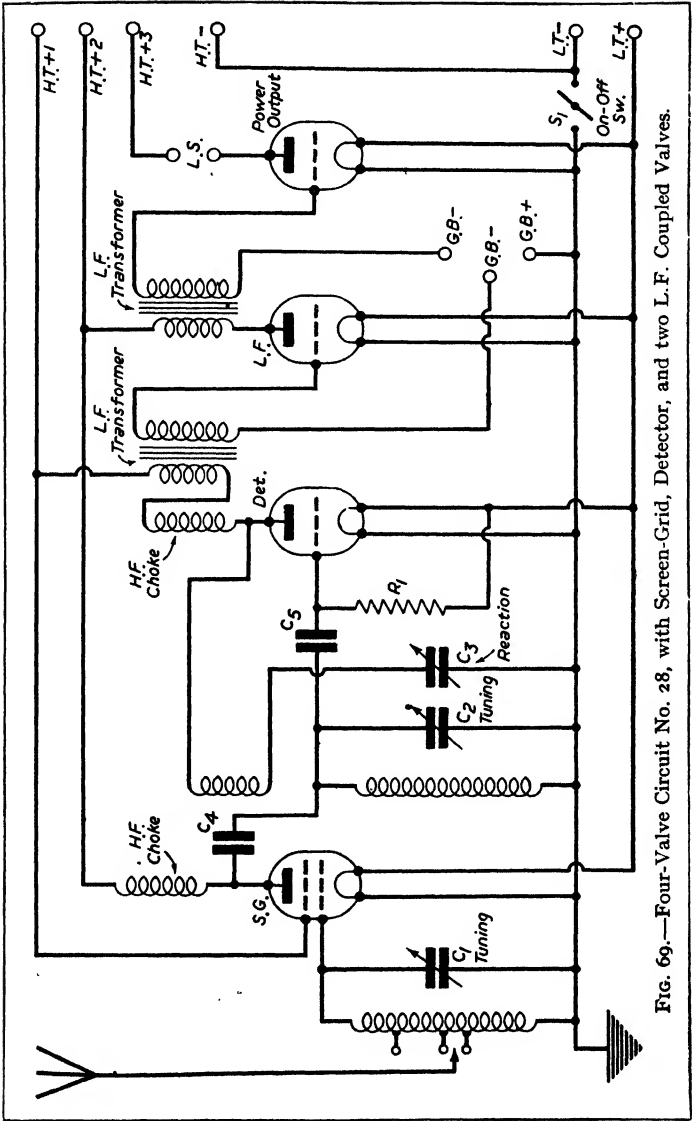 H.T.+1
H.T.+2
H.T.+3
H.T.-
L.T.-
L.T.+
L.F. Transformer
L.F. Transformer
Power Output
L.S.
S1
On-Off Sw.
H.F. Choke
H.F. Choke
Det.
L.F.
G.B.-
G.B.-
G.B.+
S.G.
C4
C5
R1
C1 Tuning
C2 Tuning
C3 Reaction
FIG. 69.—Four-Valve Circuit No. 28, with Screen-Grid, Detector, and two L.F. Coupled Valves.